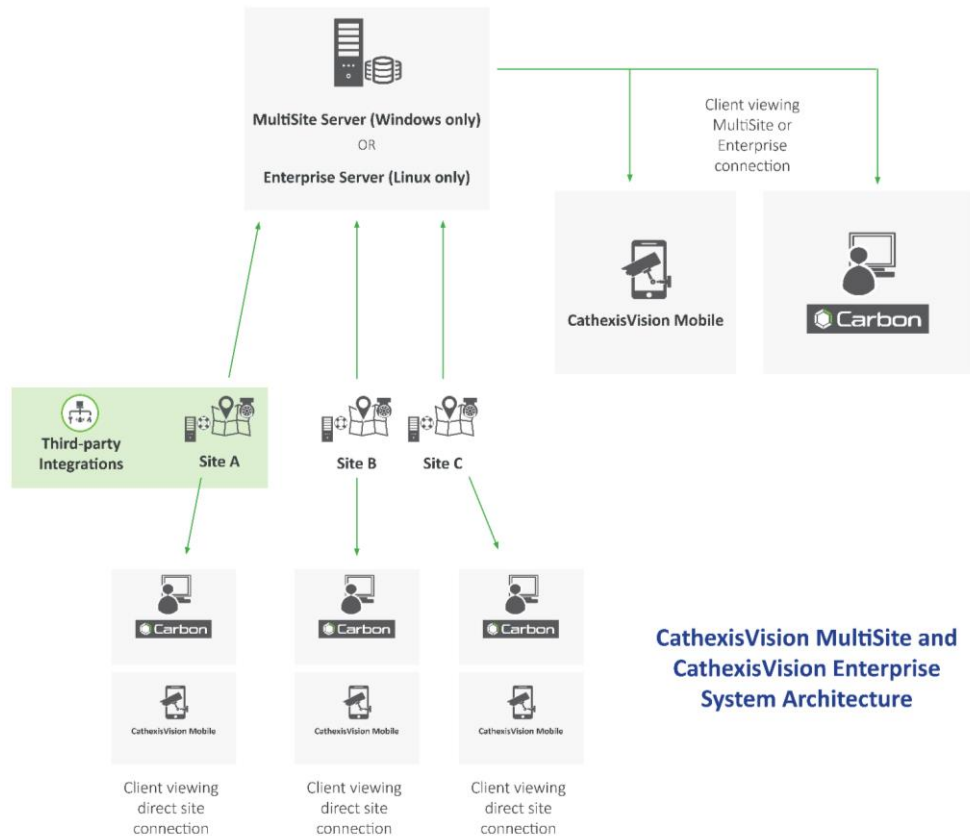 MultiSite Server (Windows only)
OR
Enterprise Server (Linux only)
Client viewing
MultiSite or
Enterprise
connection
CathexisVision Mobile
Carbon
Third-party
Integrations
Site A
Site B
Site C
Carbon
Carbon
Carbon
CathexisVision Mobile
CathexisVision Mobile
CathexisVision Mobile
Client viewing
direct site
connection
Client viewing
direct site
connection
Client viewing
direct site
connection
CathexisVision MultiSite and
CathexisVision Enterprise
System Architecture